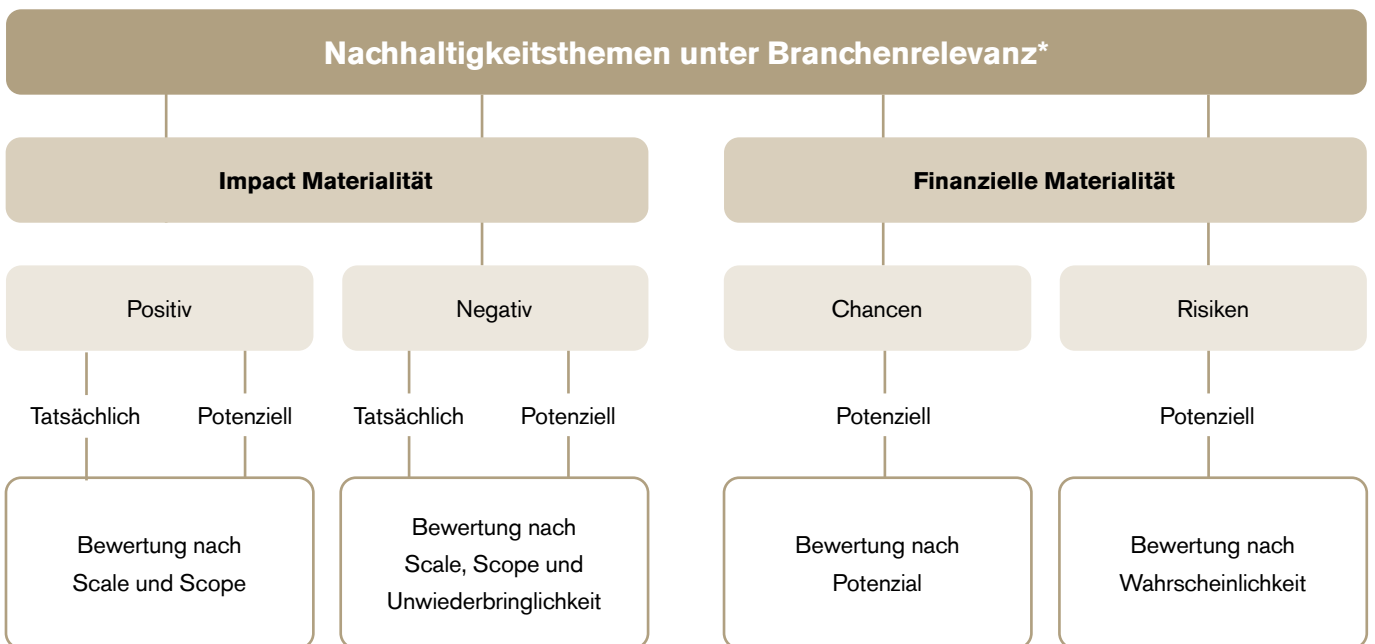 Nachhaltigkeitsthemen unter Branchenrelevanz*
Impact Materialität
Finanzielle Materialität
Positiv
Negativ
Chancen
Risiken
Tatsächlich
Potenziell
Tatsächlich
Potenziell
Potenziell
Potenziell
Bewertung nach
Scale und Scope
Bewertung nach
Scale, Scope und
Unwiederbringlichkeit
Bewertung nach
Potenzial
Bewertung nach
Wahrscheinlichkeit